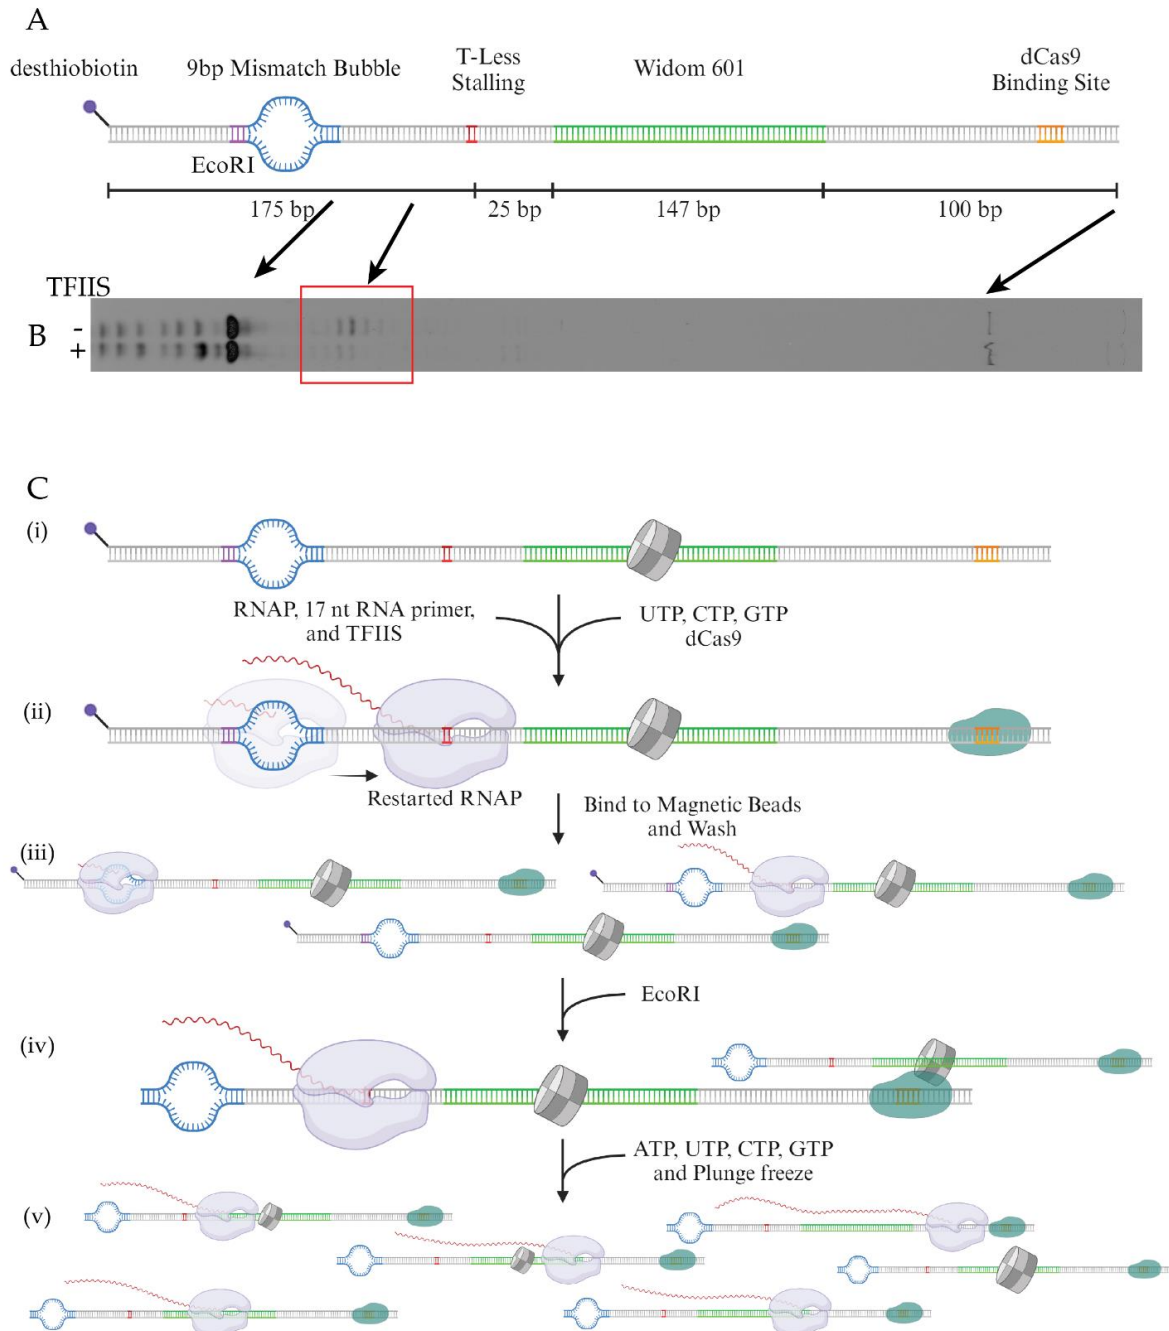 A
desthiobiotin
9bp Mismatch Bubble
T-Less
Stalling
Widom 601
dCas9
Binding Site
EcoRI
175 bp
25 bp
147 bp
100 bp
TFIIS
B
-
+
C
(i)
RNAP, 17 nt RNA primer,
and TFIIS
UTP, CTP, GTP
dCas9
(ii)
Restarted RNAP
Bind to Magnetic Beads
and Wash
(iii)
EcoRI
(iv)
ATP, UTP, CTP, GTP
and Plunge freeze
(v)